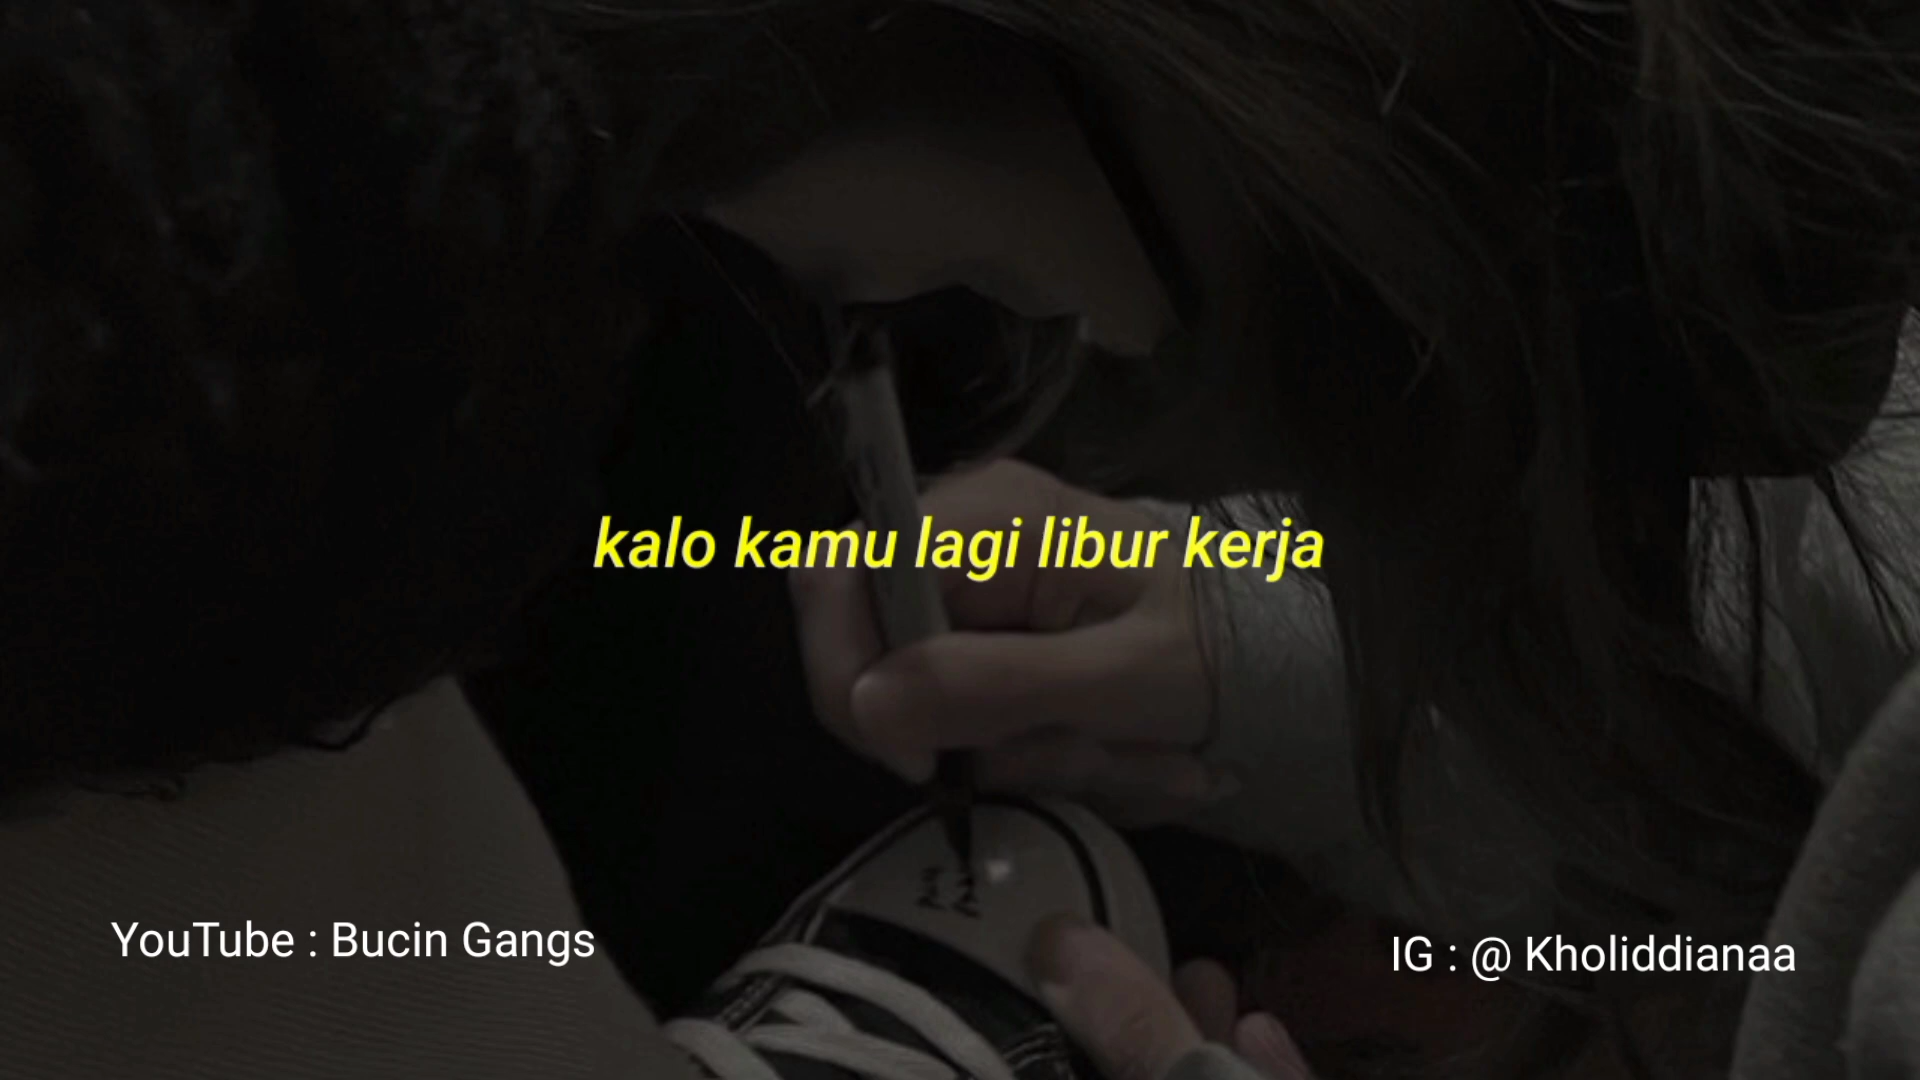 kalo kamu lagi libur kerja
YouTube : Bucin Gangs
IG : @ Kholiddianaa